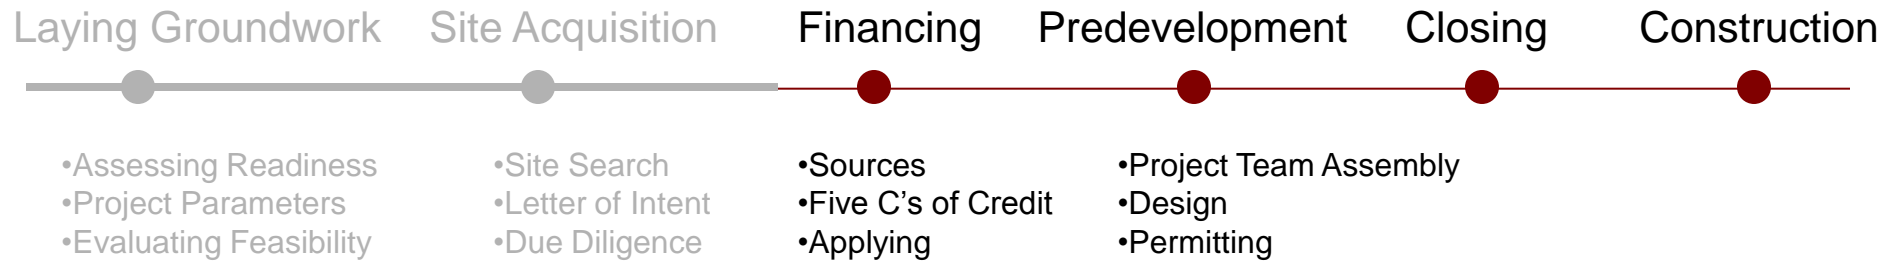 Laying Groundwork Site Acquisition Financing Predevelopment Closing Construction
•Assessing Readiness
•Project Parameters
•Evaluating Feasibility
•Site Search
•Letter of Intent
•Due Diligence
•Sources
•Five C's of Credit
•Applying
•Project Team Assembly
•Design
•Permitting